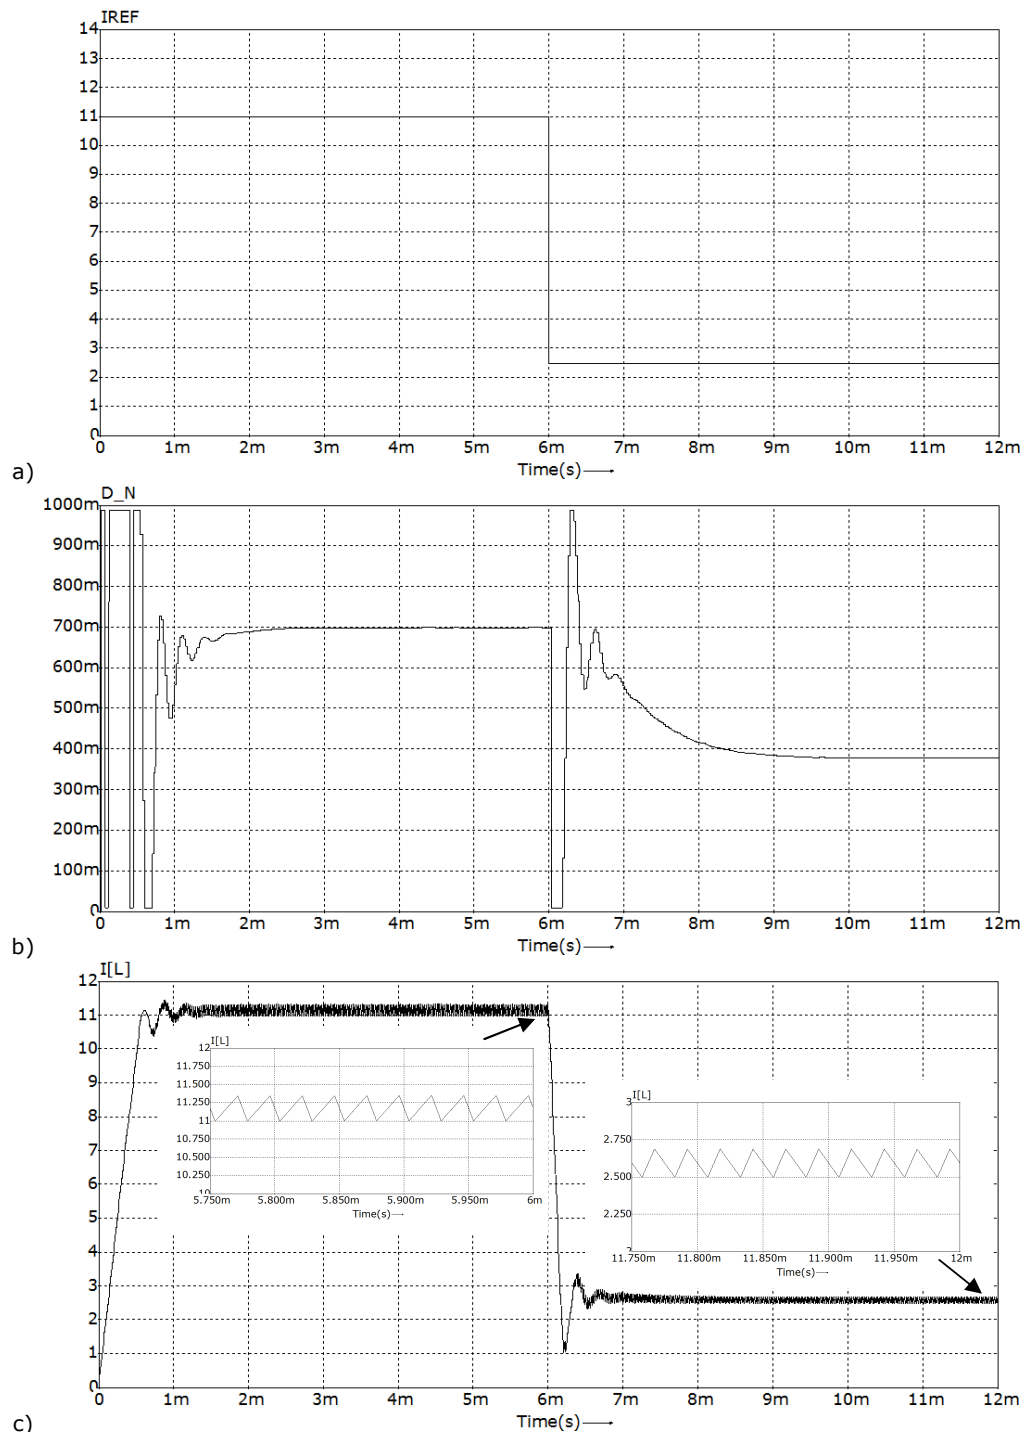 IREF
14
13
12
11
10
9
8
7
6
5
4
3
2
1
0
0 1m 2m 3m 4m 5m 6m 7m 8m 9m 10m 11m 12m
Time(s)
a)
D_N
1000m
900m
800m
700m
600m
500m
400m
300m
200m
100m
0
0 1m 2m 3m 4m 5m 6m 7m 8m 9m 10m 11m 12m
Time(s)
b)
I[L]
12
11
10
9
8
7
6
5
4
3
2
1
0
0 1m 2m 3m 4m 5m 6m 7m 8m 9m 10m 11m 12m
Time(s)
c)
I[L]
12
11.750
11.500
11.250
11
10.750
10.500
10.250
10
5.750m 5.800m 5.850m 5.900m 5.950m 6m
Time(s)
I[L]
3
2.750
2.500
2.250
2
11.750m 11.800m 11.850m 11.900m 11.950m 12m
Time(s)